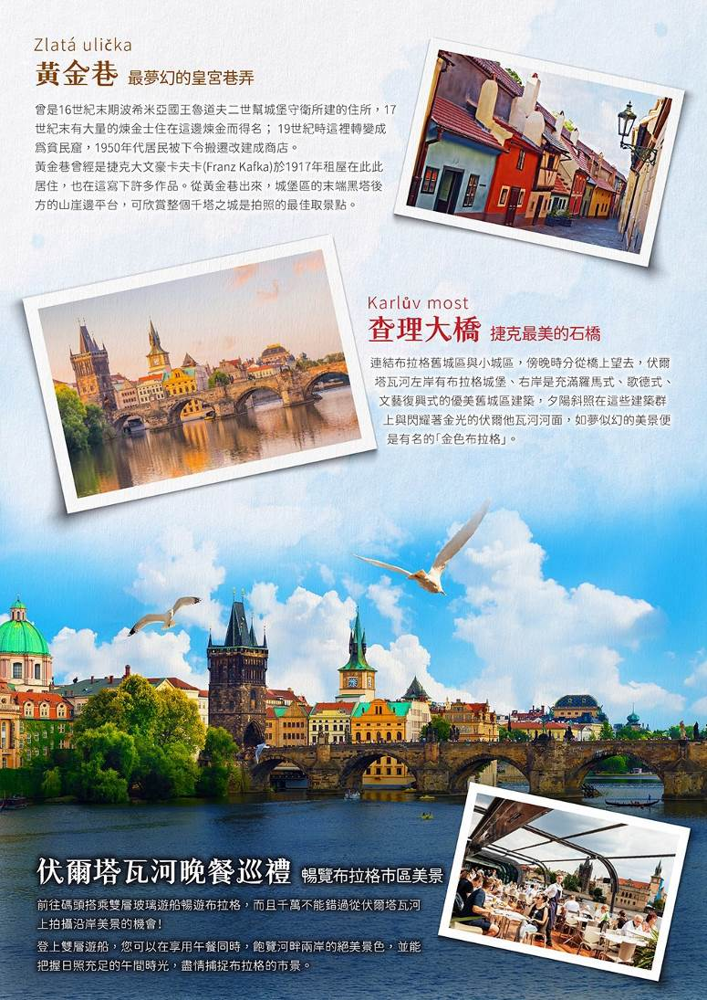 Zlatá ulička
黃金巷 最夢幻的皇宮巷弄
曾是16世紀末期波希米亞國王魯道夫二世幫城堡守衛所建的住所，17
世紀末有大量的煉金士住在這邊煉金而得名； 19世紀時這裡轉變成
為貧民窟，1950年代居民被下令搬遷改建成商店。
黃金巷曾經是捷克大文豪卡夫卡(Franz Kafka)於1917年租屋在此此
居住，也在這寫下許多作品。從黃金巷出來，城堡區的末端黑塔後
方的山崖邊平台，可欣賞整個千塔之城是拍照的最佳取景點。
Karlův most
查理大橋 捷克最美的石橋
連結布拉格舊城區與小城區，傍晚時分從橋上望去，伏爾
塔瓦河左岸有布拉格城堡、右岸是充滿羅馬式、歌德式、
文藝復興式的優美舊城區建築，夕陽斜照在這些建築群
上與閃耀著金光的伏爾他瓦河河面，如夢似幻的美景便
是有名的「金色布拉格」。
伏爾塔瓦河晚餐巡禮 暢覽布拉格市區美景
前往碼頭搭乘雙層玻璃遊船暢遊布拉格，而且千萬不能錯過從伏爾塔瓦河
上拍攝沿岸美景的機會!
登上雙層遊船，您可以在享用午餐同時，飽覽河畔兩岸的絕美景色，並能
把握日照充足的午間時光，盡情捕捉布拉格的市景。